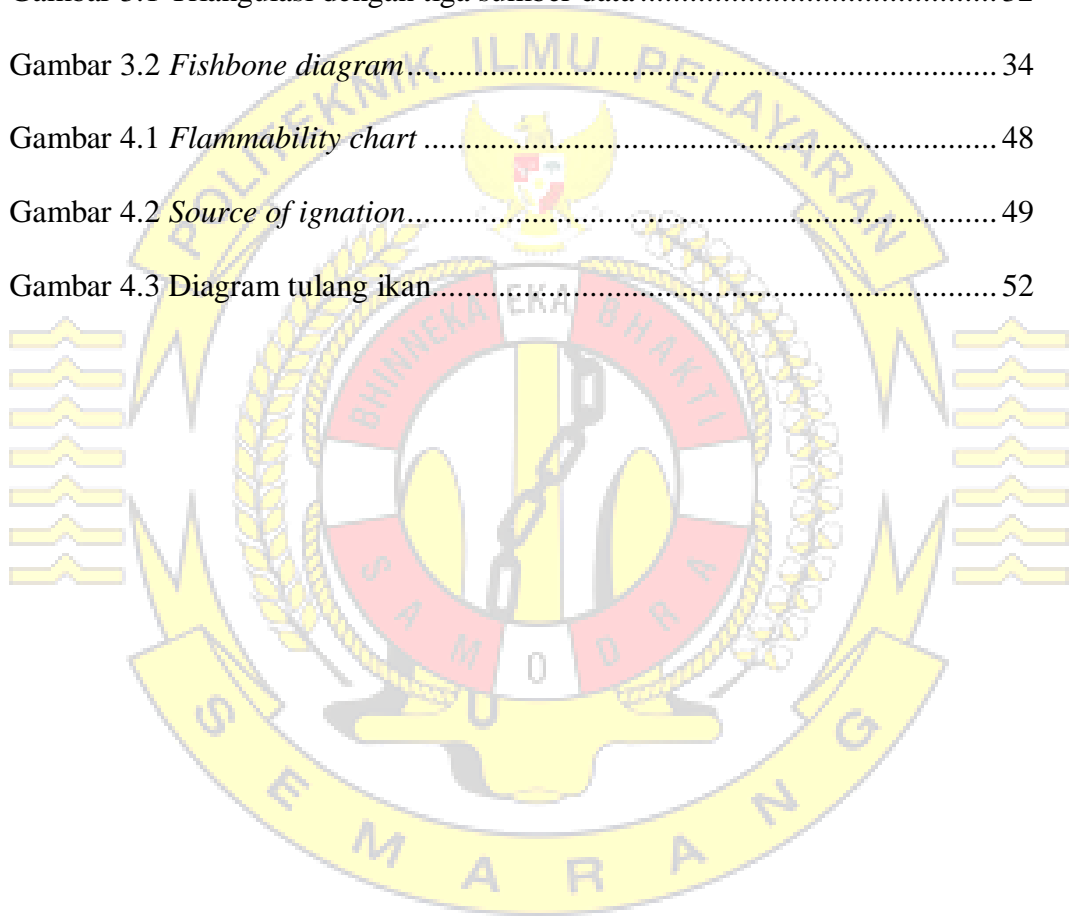 Gambar 3.2 Fishbone diagram.......................................................................... 34
Gambar 4.1 Flammability chart ........................................................................ 48
Gambar 4.2 Source of ignation.......................................................................... 49
Gambar 4.3 Diagram tulang ikan....................................................................... 52
POLITEKNIK ILMU PELAYARAN
BHINNEKA EKA BHAKTI
SAMODRA
SEMARANG